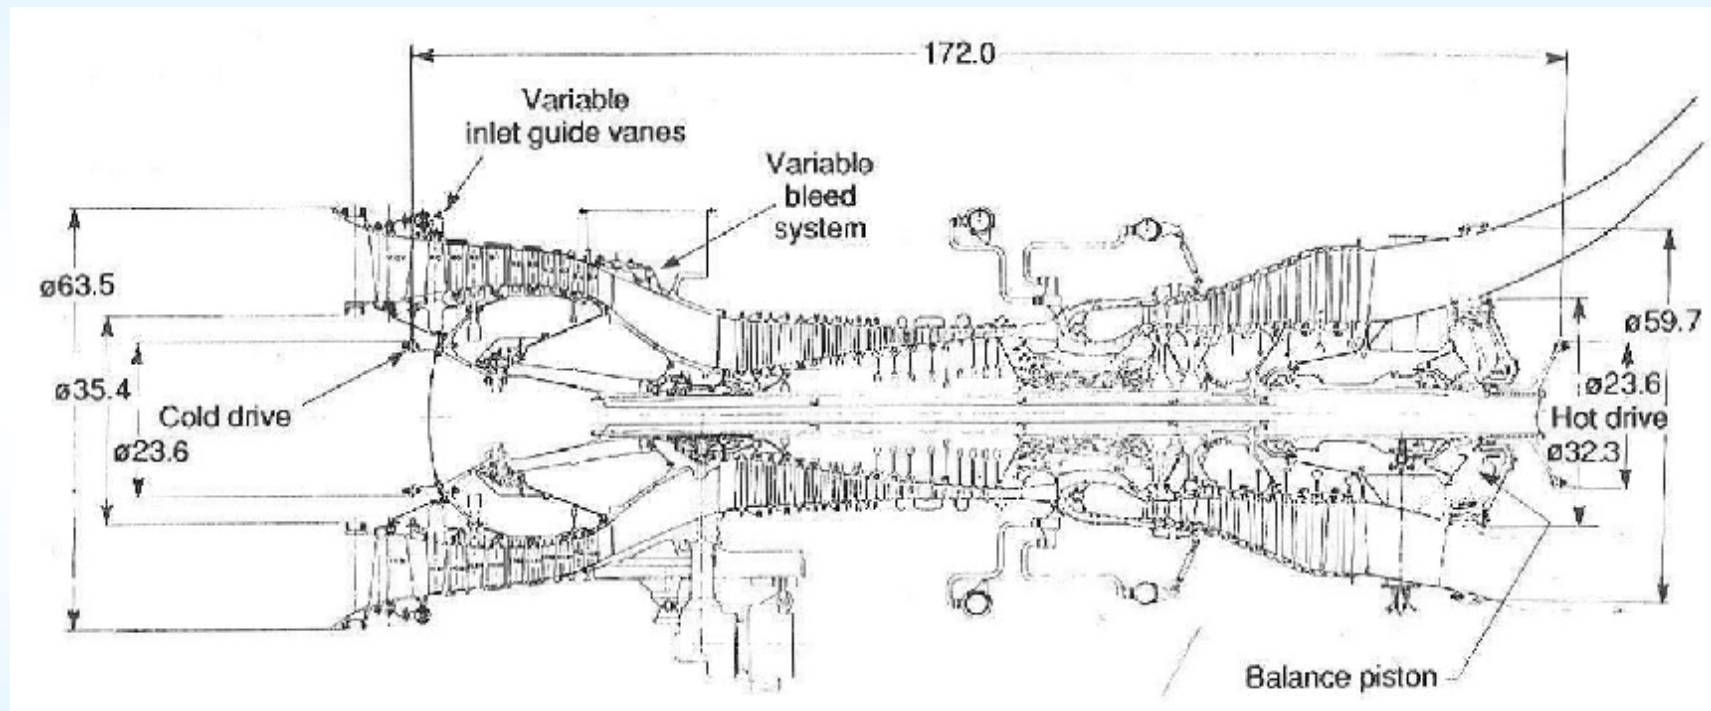 172.0
Variable
inlet guide vanes
Variable
bleed
system
ø63.5
ø35.4
Cold drive
ø23.6
ø59.7
ø23.6
Hot drive
ø32.3
Balance piston